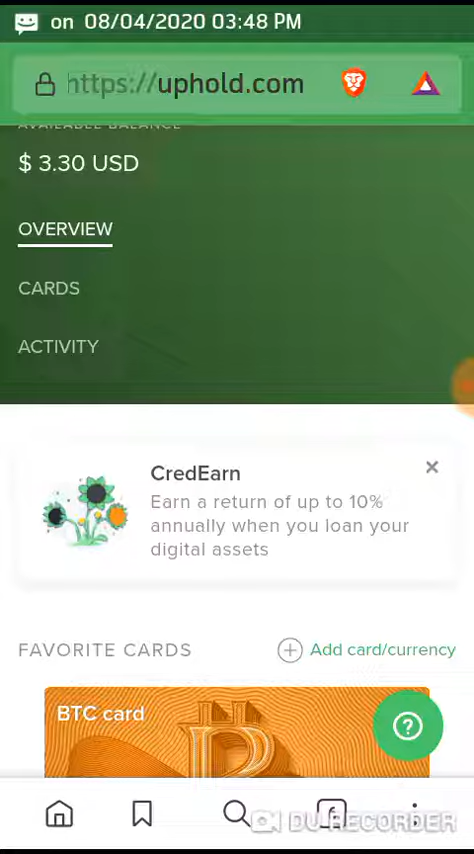 on 08/04/2020 03:48 PM
https://uphold.com
AVAILABLE BALANCE
$ 3.30 USD
OVERVIEW
CARDS
ACTIVITY
CredEarn
Earn a return of up to 10%
annually when you loan your
digital assets
FAVORITE CARDS
Add card/currency
BTC card
DU RECORDER